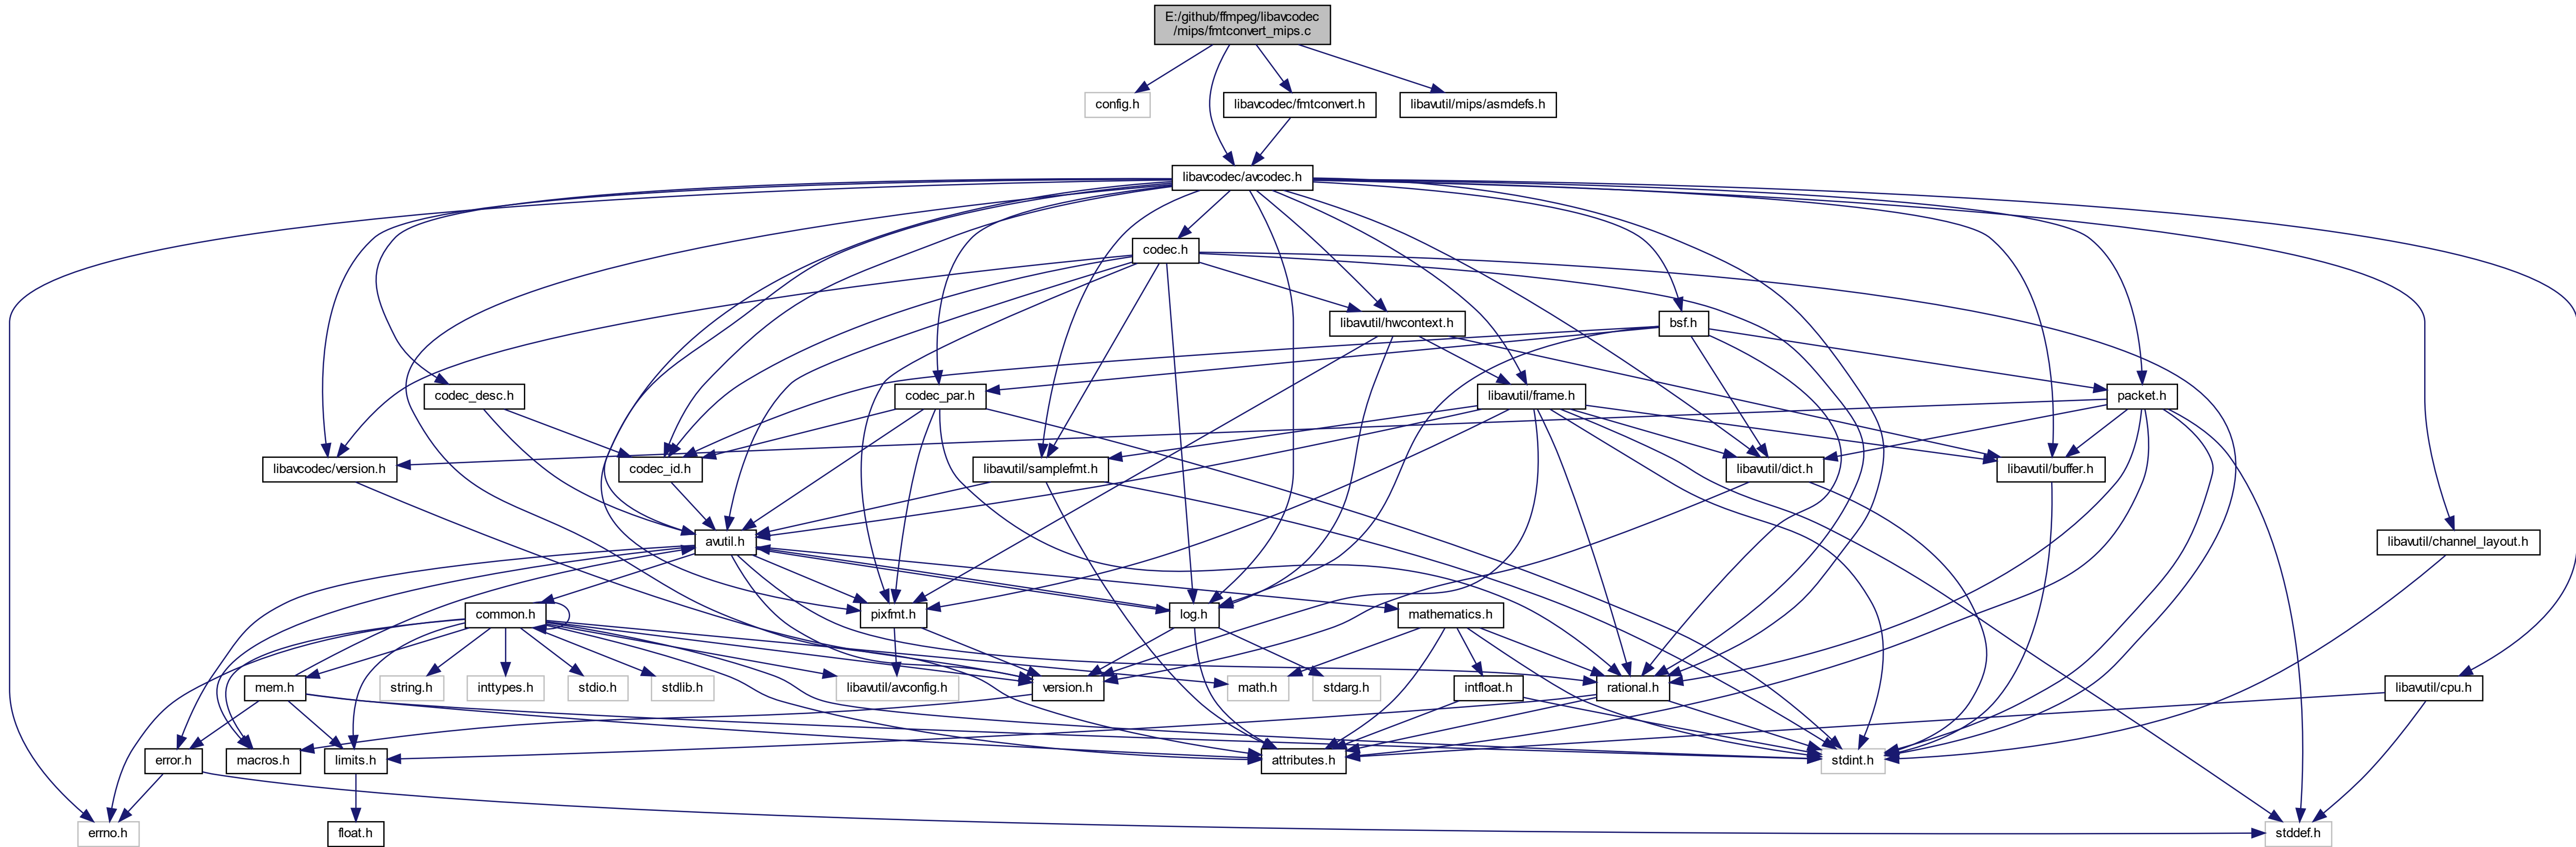 E:/github/ffmpeg/libavcodec
/mips/fmtconvert_mips.c
config.h
libavcodec/fmtconvert.h
libavutil/mips/asmdefs.h
libavcodec/avcodec.h
codec.h
libavutil/hwcontext.h
bsf.h
codec_desc.h
codec_par.h
libavutil/frame.h
packet.h
libavcodec/version.h
codec_id.h
libavutil/samplefmt.h
libavutil/dict.h
libavutil/buffer.h
avutil.h
libavutil/channel_layout.h
common.h
pixfmt.h
log.h
mathematics.h
mem.h
string.h
inttypes.h
stdio.h
stdlib.h
libavutil/avconfig.h
version.h
math.h
stdarg.h
intfloat.h
rational.h
libavutil/cpu.h
error.h
macros.h
limits.h
attributes.h
stdint.h
errno.h
float.h
stddef.h